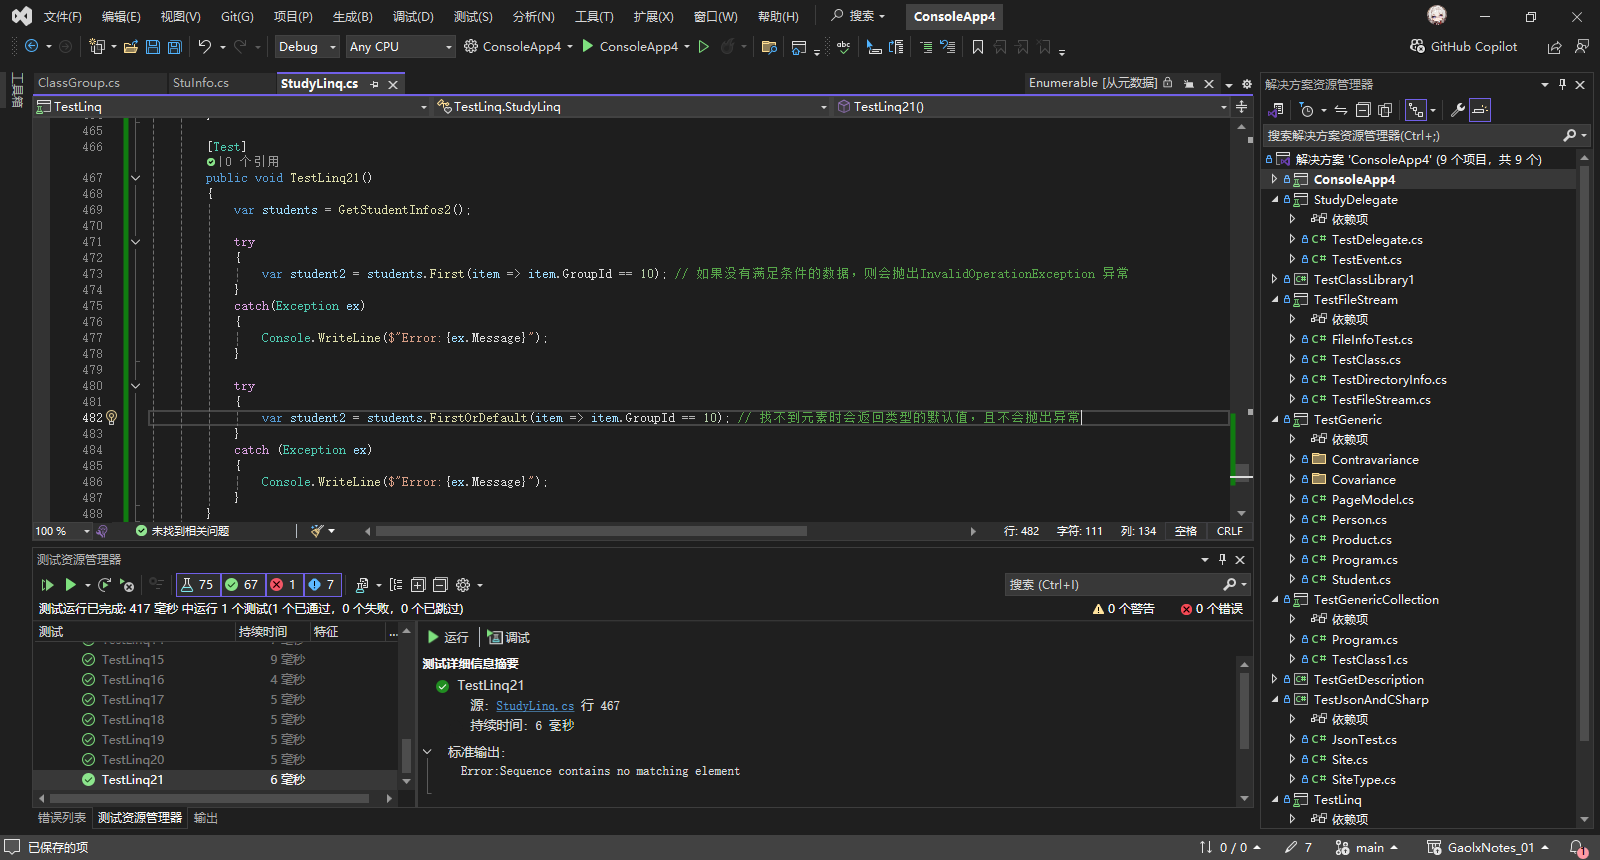 文件(F) 编辑(E) 视图(V) Git(G) 项目(P) 生成(B) 调试(D) 测试(S) 分析(N) 工具(T) 扩展(X) 窗口(W) 帮助(H) 搜索 ConsoleApp4
Debug Any CPU ConsoleApp4 ConsoleApp4 GitHub Copilot
工具箱
ClassGroup.cs StuInfo.cs StudyLinq.cs Enumerable [从元数据]
TestLinq TestLinq.StudyLinq TestLinq21()
465
466 [Test]
0 个引用
467 public void TestLinq21()
468 {
469 var students = GetStudentInfos2();
470
471 try
472 {
473 var student2 = students.First(item => item.GroupId == 10); // 如果没有满足条件的数据，则会抛出InvalidOperationException 异常
474 }
475 catch(Exception ex)
476 {
477 Console.WriteLine($"Error:{ex.Message}");
478 }
479
480 try
481 {
482 var student2 = students.FirstOrDefault(item => item.GroupId == 10); // 找不到元素时会返回类型的默认值，且不会抛出异常
483 }
484 catch (Exception ex)
485 {
486 Console.WriteLine($"Error:{ex.Message}");
487 }
488 }
100 % 未找到相关问题 行: 482 字符: 111 列: 134 空格 CRLF
测试资源管理器
75 67 1 7 搜索 (Ctrl+I)
测试运行已完成: 417 毫秒 中运行 1 个测试(1 个已通过，0 个失败，0 个已跳过) 0 个警告 0 个错误
测试 持续时间 特征 ...
TestLinq15 9 毫秒
TestLinq16 4 毫秒
TestLinq17 5 毫秒
TestLinq18 5 毫秒
TestLinq19 5 毫秒
TestLinq20 5 毫秒
TestLinq21 6 毫秒
运行 调试
测试详细信息摘要
TestLinq21
源: StudyLinq.cs 行 467
持续时间: 6 毫秒
标准输出:
Error:Sequence contains no matching element
错误列表 测试资源管理器 输出
解决方案资源管理器
搜索解决方案资源管理器(Ctrl+;)
解决方案 'ConsoleApp4' (9 个项目，共 9 个)
ConsoleApp4
StudyDelegate
依赖项
C# TestDelegate.cs
C# TestEvent.cs
C# TestClassLibrary1
TestFileStream
依赖项
C# FileInfoTest.cs
C# TestClass.cs
C# TestDirectoryInfo.cs
C# TestFileStream.cs
TestGeneric
依赖项
Contravariance
Covariance
C# PageModel.cs
C# Person.cs
C# Product.cs
C# Program.cs
C# Student.cs
TestGenericCollection
依赖项
C# Program.cs
C# TestClass1.cs
C# TestGetDescription
C# TestJsonAndCSharp
依赖项
C# JsonTest.cs
C# Site.cs
C# SiteType.cs
TestLinq
依赖项
已保存的项 0 / 0 7 main GaolxNotes_01 1